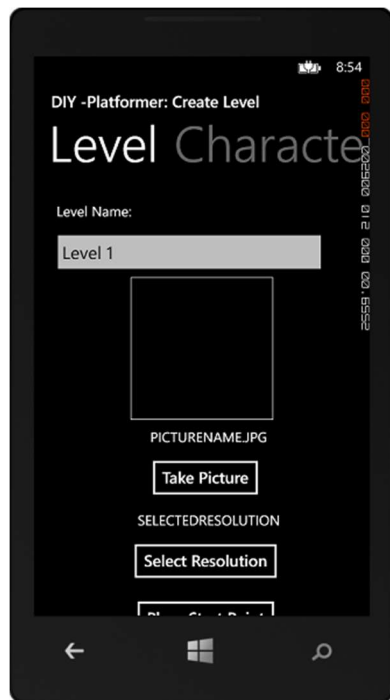 8:54
DIY -Platformer: Create Level
Level Characte
Level Name:
Level 1
PICTURENAME.JPG
Take Picture
SELECTEDRESOLUTION
Select Resolution